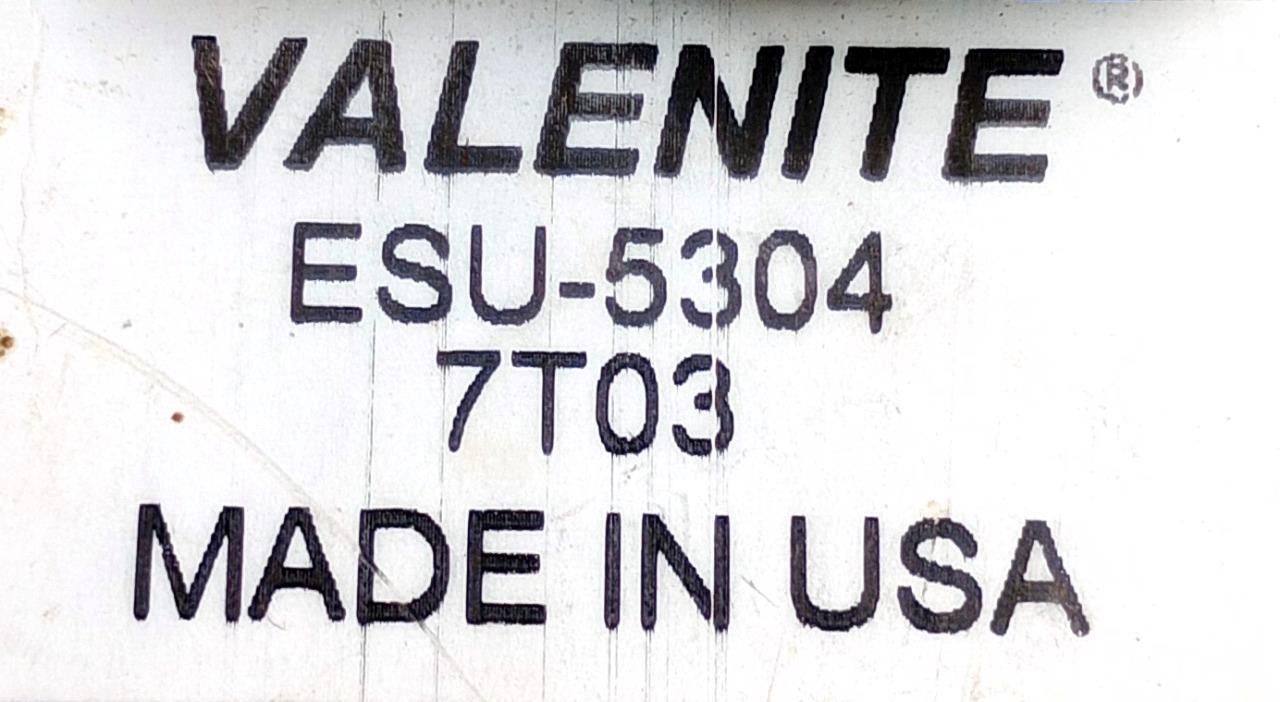 VALENITE®
ESU-5304
7T03
MADE IN USA